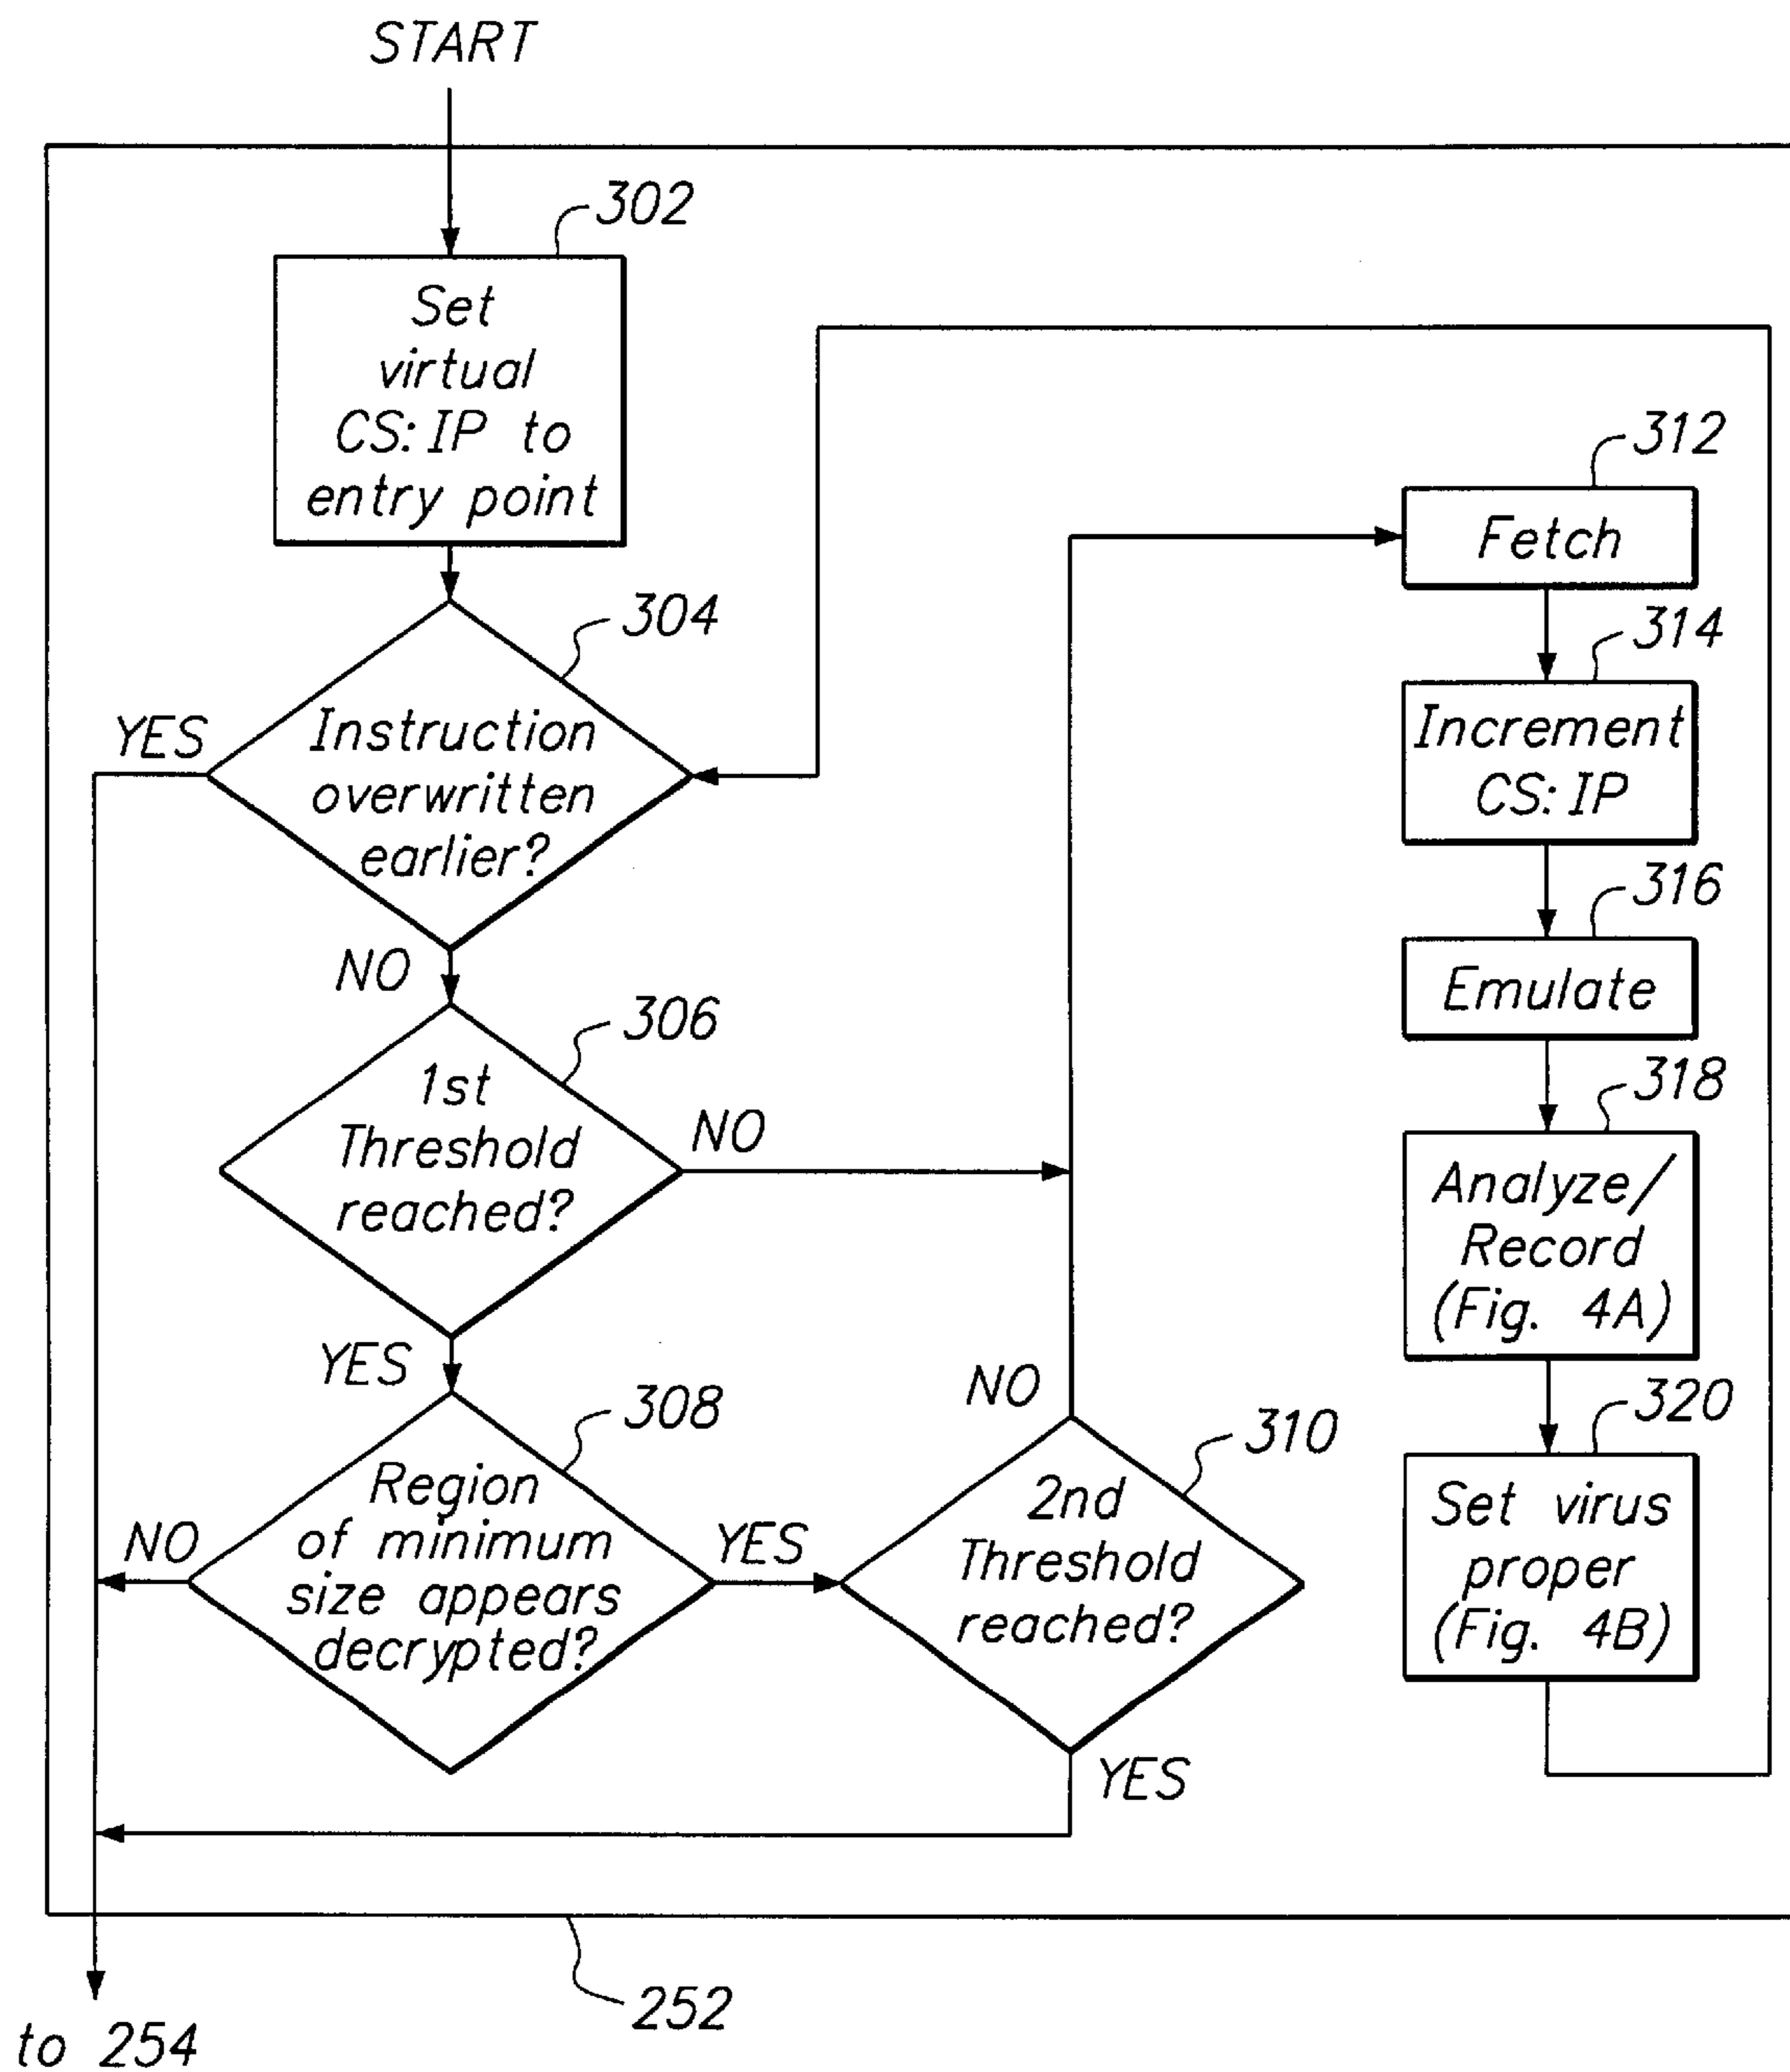 START
302
Set
virtual
CS:IP to
entry point
304
YES
Instruction
overwritten
earlier?
NO
306
1st
Threshold
reached?
NO
YES
308
Region
of minimum
size appears
decrypted?
NO
YES
310
2nd
Threshold
reached?
NO
YES
312
Fetch
314
Increment
CS:IP
316
Emulate
318
Analyze/
Record
(Fig. 4A)
320
Set virus
proper
(Fig. 4B)
252
to 254